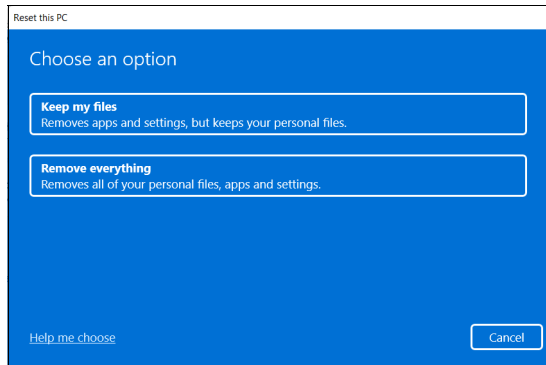 Reset this PC
Choose an option
Keep my files
Removes apps and settings, but keeps your personal files.
Remove everything
Removes all of your personal files, apps and settings.
Help me choose
Cancel